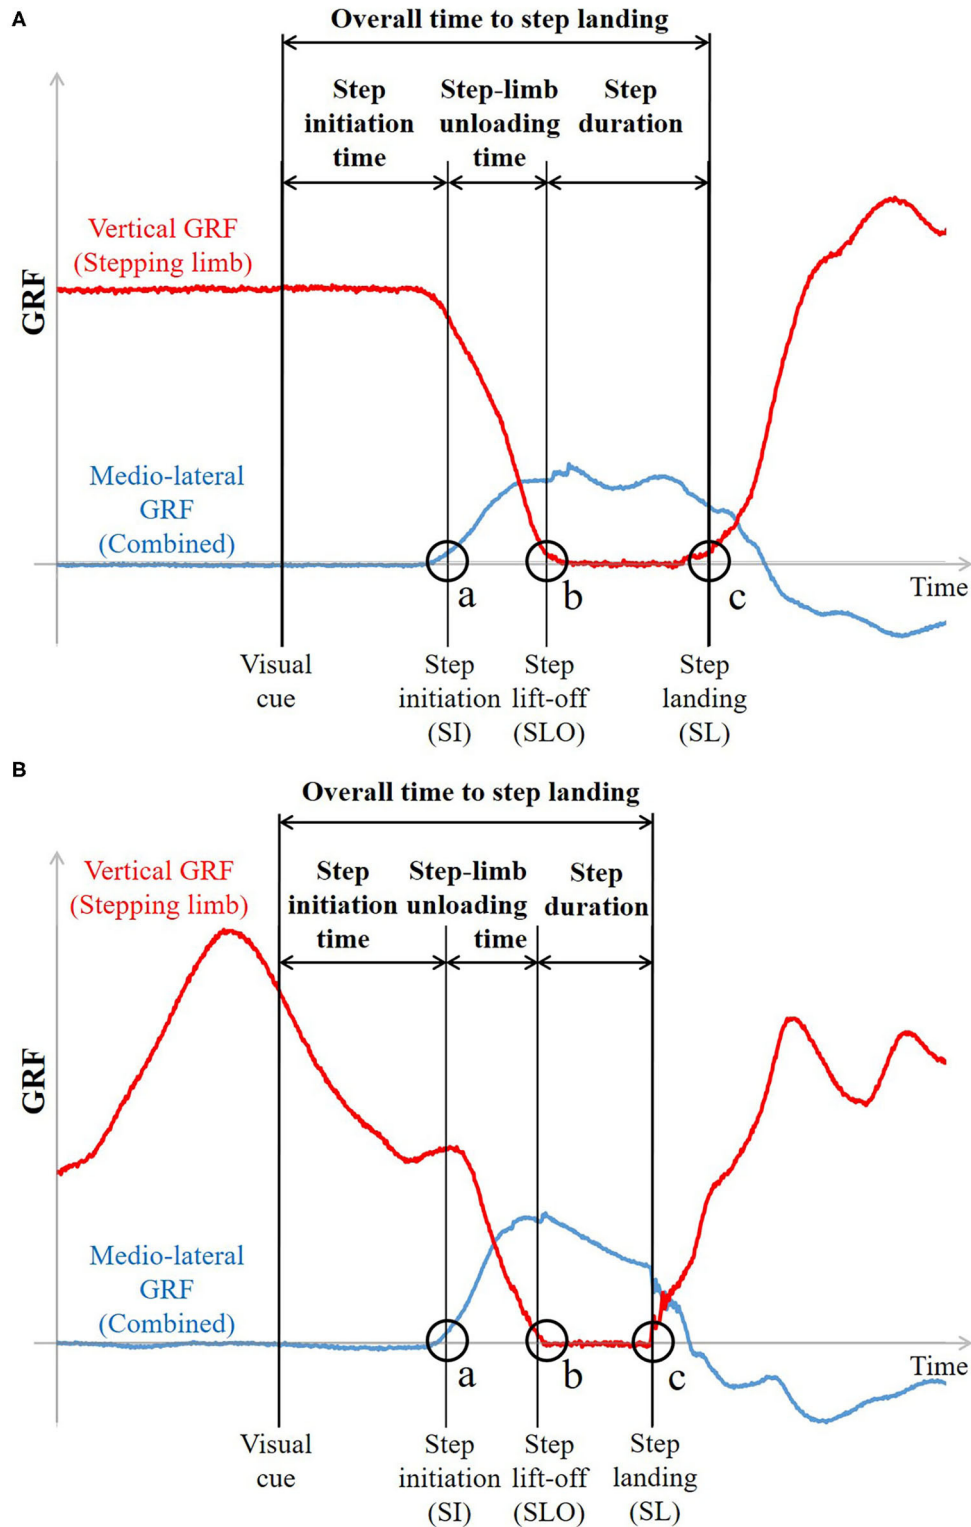 A
Overall time to step landing
Step
initiation
time
Step-limb
unloading
time
Step
duration
Vertical GRF
(Stepping limb)
GRF
Medio-lateral
GRF
(Combined)
a
b
c
Time
Visual
cue
Step
initiation
(SI)
Step
lift-off
(SLO)
Step
landing
(SL)
B
Overall time to step landing
Step
initiation
time
Step-limb
unloading
time
Step
duration
Vertical GRF
(Stepping limb)
GRF
Medio-lateral
GRF
(Combined)
a
b
c
Time
Visual
cue
Step
initiation
(SI)
Step
lift-off
(SLO)
Step
landing
(SL)